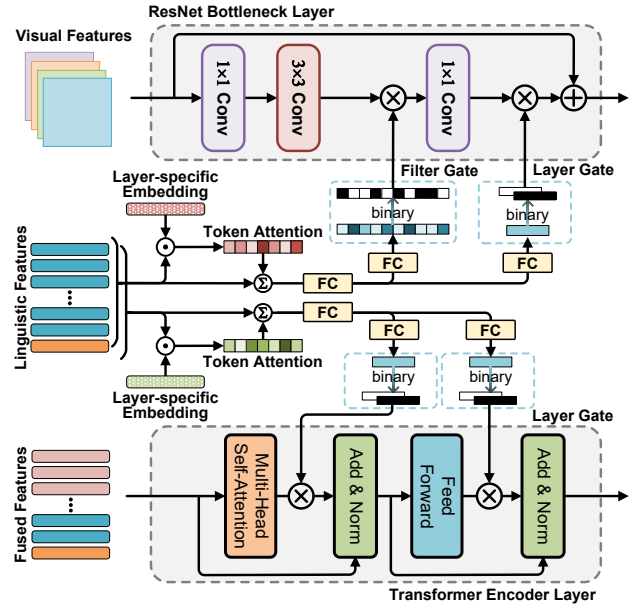 ResNet Bottleneck Layer
Visual Features
1×1 Conv
3×3 Conv
1×1 Conv
Filter Gate
Layer Gate
Layer-specific
Embedding
binary
binary
Token Attention
Linguistic Features
Σ
FC
FC
FC
Σ
FC
FC
FC
Token Attention
binary
binary
Layer-specific
Embedding
Layer Gate
Fused Features
Multi-Head
Self-Attention
Add & Norm
Feed
Forward
Add & Norm
Transformer Encoder Layer